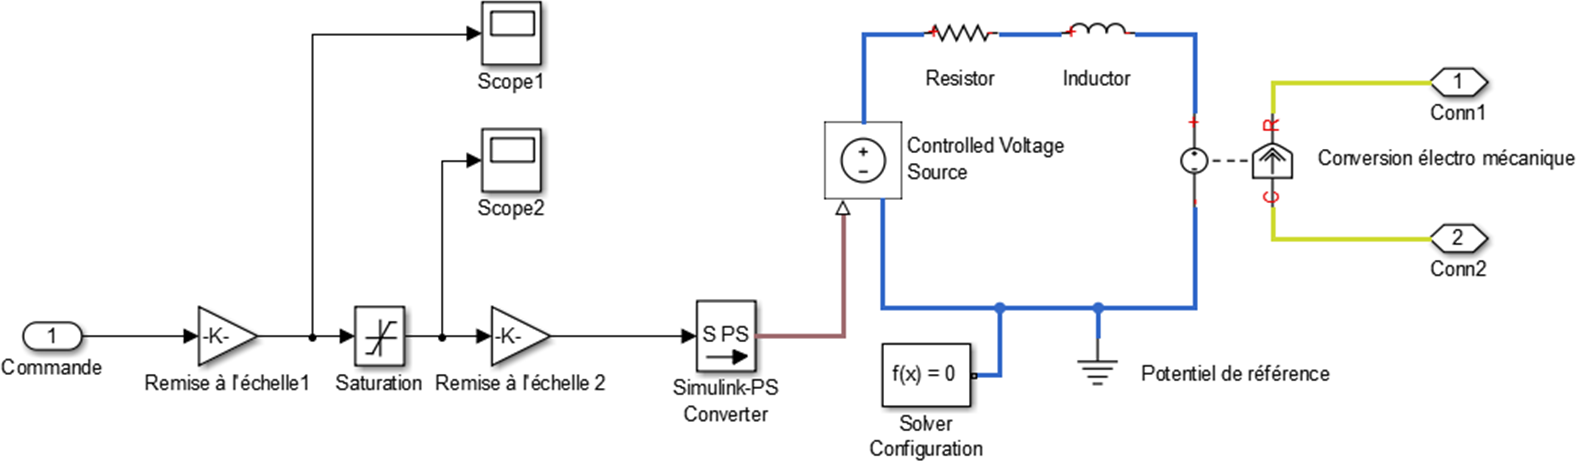 Scope1
Scope2
1
Commande
-K-
Remise à l'échelle1
Saturation
-K-
Remise à l'échelle 2
S PS
Simulink-PS
Converter
+
Resistor
+
Inductor
+
−
Controlled Voltage
Source
f(x) = 0
Solver
Configuration
Potentiel de référence
+
-
R
C
Conversion électro mécanique
1
Conn1
2
Conn2